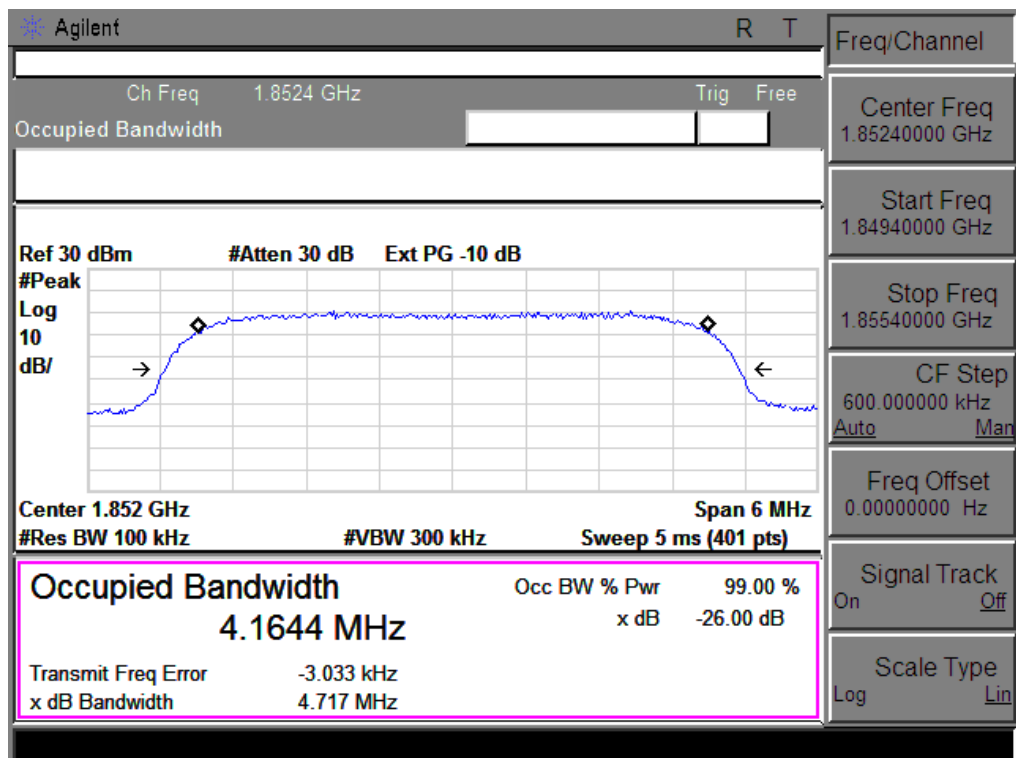 Agilent
R T
Freq/Channel
Ch Freq 1.8524 GHz
Trig Free
Occupied Bandwidth
Center Freq
1.85240000 GHz
Start Freq
1.84940000 GHz
Ref 30 dBm #Atten 30 dB Ext PG -10 dB
#Peak
Log
10
dB/
Stop Freq
1.85540000 GHz
CF Step
600.000000 kHz
Auto Man
Center 1.852 GHz Span 6 MHz
#Res BW 100 kHz #VBW 300 kHz Sweep 5 ms (401 pts)
Freq Offset
0.00000000 Hz
Occupied Bandwidth
4.1644 MHz
Occ BW % Pwr 99.00 %
x dB -26.00 dB
Transmit Freq Error -3.033 kHz
x dB Bandwidth 4.717 MHz
Signal Track
On Off
Scale Type
Log Lin